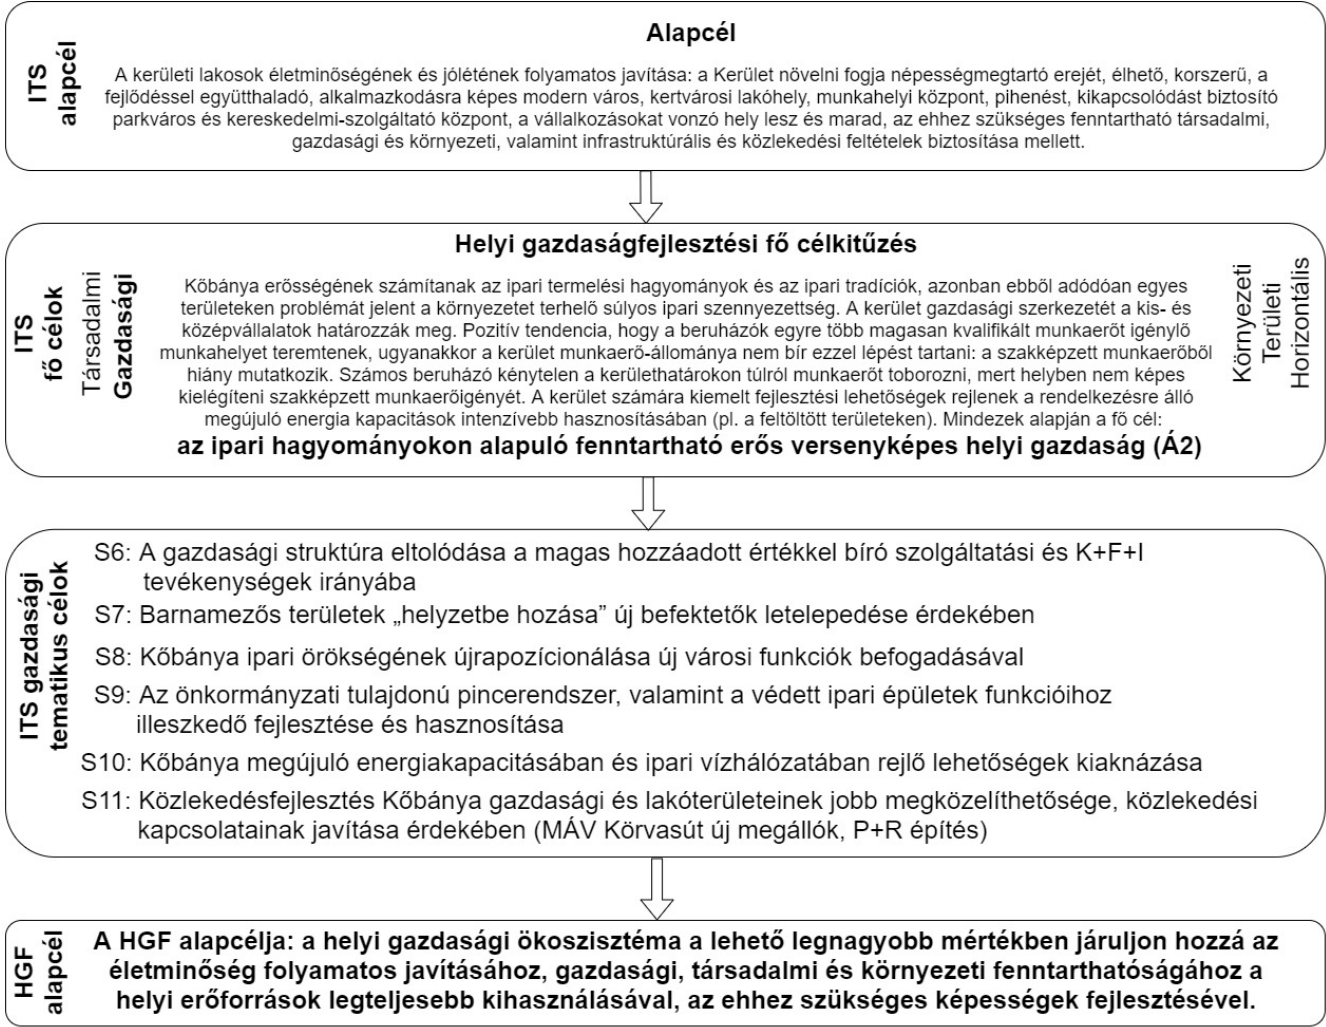 ITS
alapcél
Alapcél
A kerületi lakosok életminőségének és jólétének folyamatos javítása: a Kerület növelni fogja népességmegtartó erejét, élhető, korszerű, a
fejlődéssel együtthaladó, alkalmazkodásra képes modern város, kertvárosi lakóhely, munkahelyi központ, pihenést, kikapcsolódást biztosító
parkváros és kereskedelmi-szolgáltató központ, a vállalkozásokat vonzó hely lesz és marad, az ehhez szükséges fenntartható társadalmi,
gazdasági és környezeti, valamint infrastruktúrális és közlekedési feltételek biztosítása mellett.
ITS
fő célok
Társadalmi
Gazdasági
Helyi gazdaságfejlesztési fő célkitűzés
Kőbánya erősségének számítanak az ipari termelési hagyományok és az ipari tradíciók, azonban ebből adódóan egyes
területeken problémát jelent a környezetet terhelő súlyos ipari szennyezettség. A kerület gazdasági szerkezetét a kis- és
középvállalatok határozzák meg. Pozitív tendencia, hogy a beruházók egyre több magasan kvalifikált munkaerőt igénylő
munkahelyet teremtenek, ugyanakkor a kerület munkaerő-állománya nem bír ezzel lépést tartani: a szakképzett munkaerőből
hiány mutatkozik. Számos beruházó kénytelen a kerülethatárokon túlról munkaerőt toborozni, mert helyben nem képes
kielégíteni szakképzett munkaerőigényét. A kerület számára kiemelt fejlesztési lehetőségek rejlenek a rendelkezésre álló
megújuló energia kapacitások intenzívebb hasznosításában (pl. a feltöltött területeken). Mindezek alapján a fő cél:
az ipari hagyományokon alapuló fenntartható erős versenyképes helyi gazdaság (Á2)
Környezeti
Területi
Horizontális
ITS gazdasági
tematikus célok
S6: A gazdasági struktúra eltolódása a magas hozzáadott értékkel bíró szolgáltatási és K+F+I
tevékenységek irányába
S7: Barnamezős területek „helyzetbe hozása” új befektetők letelepedése érdekében
S8: Kőbánya ipari örökségének újrapozícionálása új városi funkciók befogadásával
S9: Az önkormányzati tulajdonú pincerendszer, valamint a védett ipari épületek funkcióihoz
illeszkedő fejlesztése és hasznosítása
S10: Kőbánya megújuló energiakapacitásában és ipari vízhálózatában rejlő lehetőségek kiaknázása
S11: Közlekedésfejlesztés Kőbánya gazdasági és lakóterületeinek jobb megközelíthetősége, közlekedési
kapcsolatainak javítása érdekében (MÁV Körvasút új megállók, P+R építés)
HGF
alapcél
A HGF alapcélja: a helyi gazdasági ökoszisztéma a lehető legnagyobb mértékben járuljon hozzá az
életminőség folyamatos javításához, gazdasági, társadalmi és környezeti fenntarthatóságához a
helyi erőforrások legteljesebb kihasználásával, az ehhez szükséges képességek fejlesztésével.